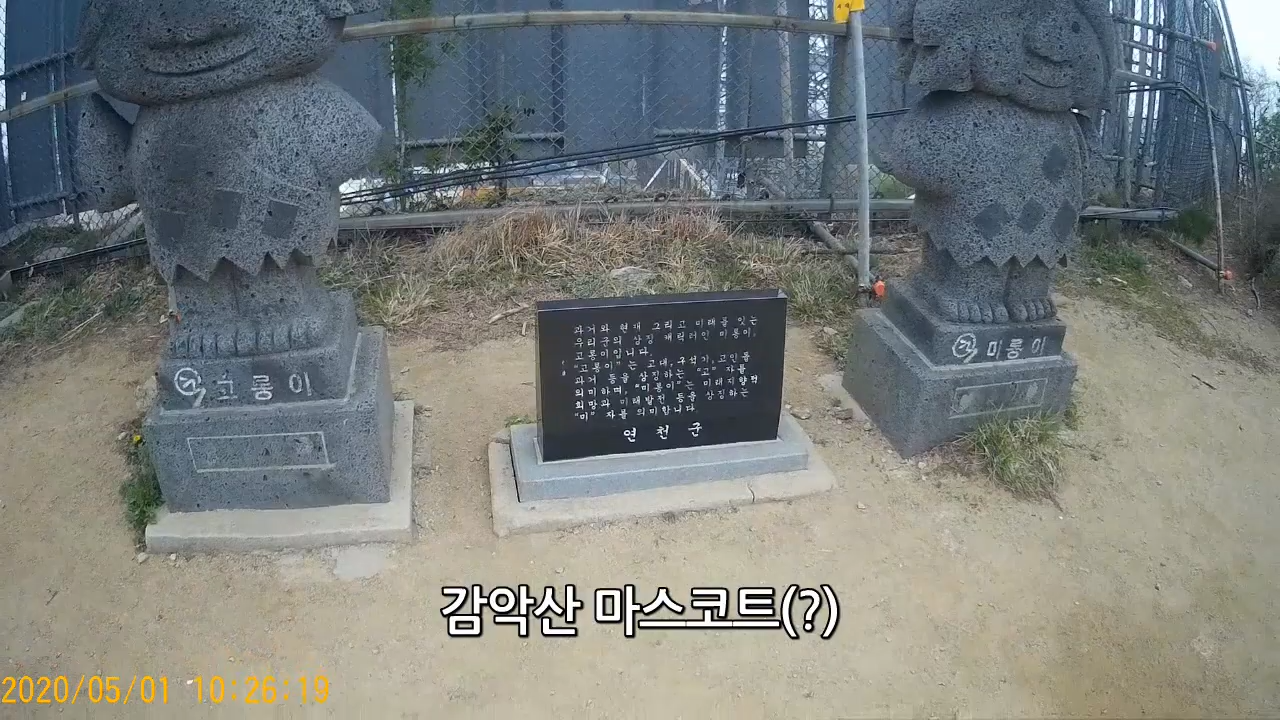 과거와 현재 그리고 미래를 잇는
우리군의 상징 캐릭터인 미롱이,
고롱이입니다.
"고롱이"는 고대,구석기,고인돌
과거 등을 상징하는 "고" 자를
의미하며, "미롱이"는 미래지향적
희망과 미래발전 등을 상징하는
"미" 자를 의미합니다.
연천군
고롱이
미롱이
감악산 마스코트(?)
2020/05/01 10:26:19